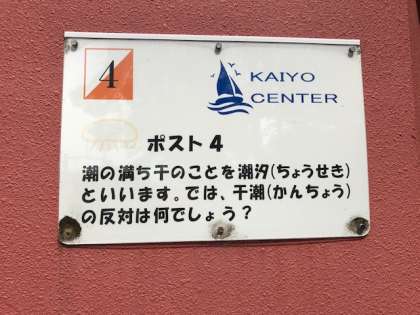 4
KAIYO
CENTER
ポスト4
潮の満ち干のことを潮汐(ちょうせき)
といいます。では、干潮(かんちょう)
の反対は何でしょう?